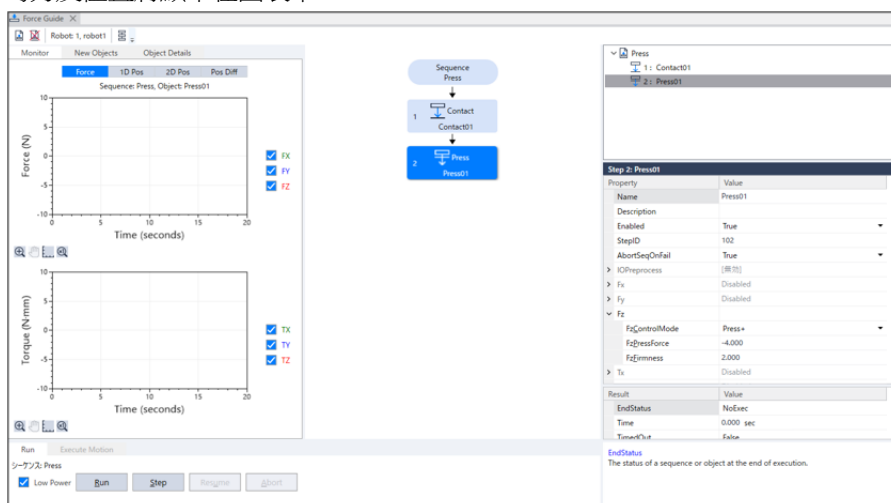 Force Guide
Robot: 1, robot1
Monitor New Objects Object Details
Force 1D Pos 2D Pos Pos Diff
Sequence: Press, Object: Press01
Force (N)
10
5
0
-5
-10
0 5 10 15 20
Time (seconds)
FX
FY
FZ
Torque (N·mm)
10
5
0
-5
-10
0 5 10 15 20
Time (seconds)
TX
TY
TZ
Run Execute Motion
シーケンス: Press
Low Power Run Step Resume Abort
Sequence
Press
1 Contact
Contact01
2 Press
Press01
Press
1 : Contact01
2 : Press01
Step 2: Press01
Property Value
Name Press01
Description
Enabled True
StepID 102
AbortSeqOnFail True
IOPreprocess
Fx Disabled
Fy Disabled
Fz
FzControlMode Press+
FzPressForce -4.000
FzFirmness 2.000
Tx Disabled
Result Value
EndStatus NoExec
Time 0.000 sec
TimedOut False
EndStatus
The status of a sequence or object at the end of execution.